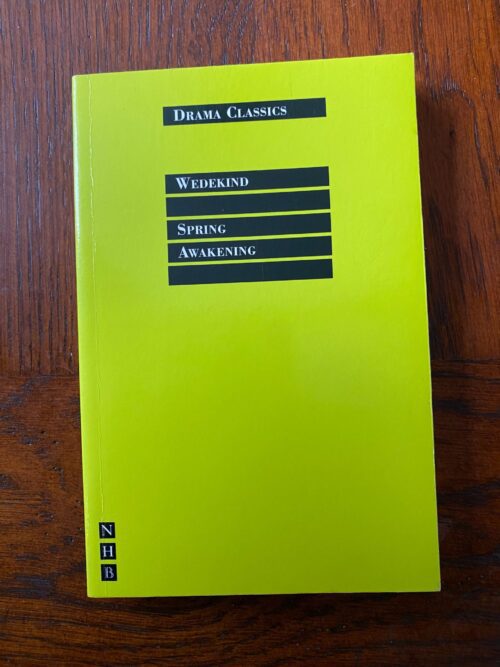 DRAMA CLASSICS
WEDEKIND
SPRING
AWAKENING
N
H
B